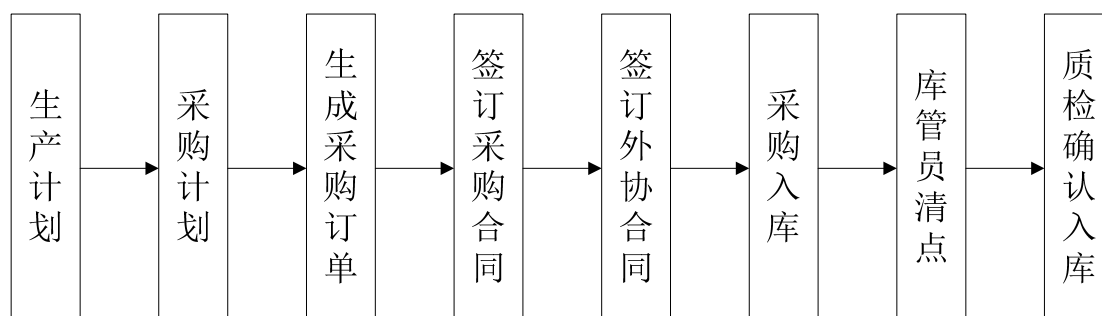 生产计划
采购计划
生成采购订单
签订采购合同
签订外协合同
采购入库
库管员清点
质检确认入库